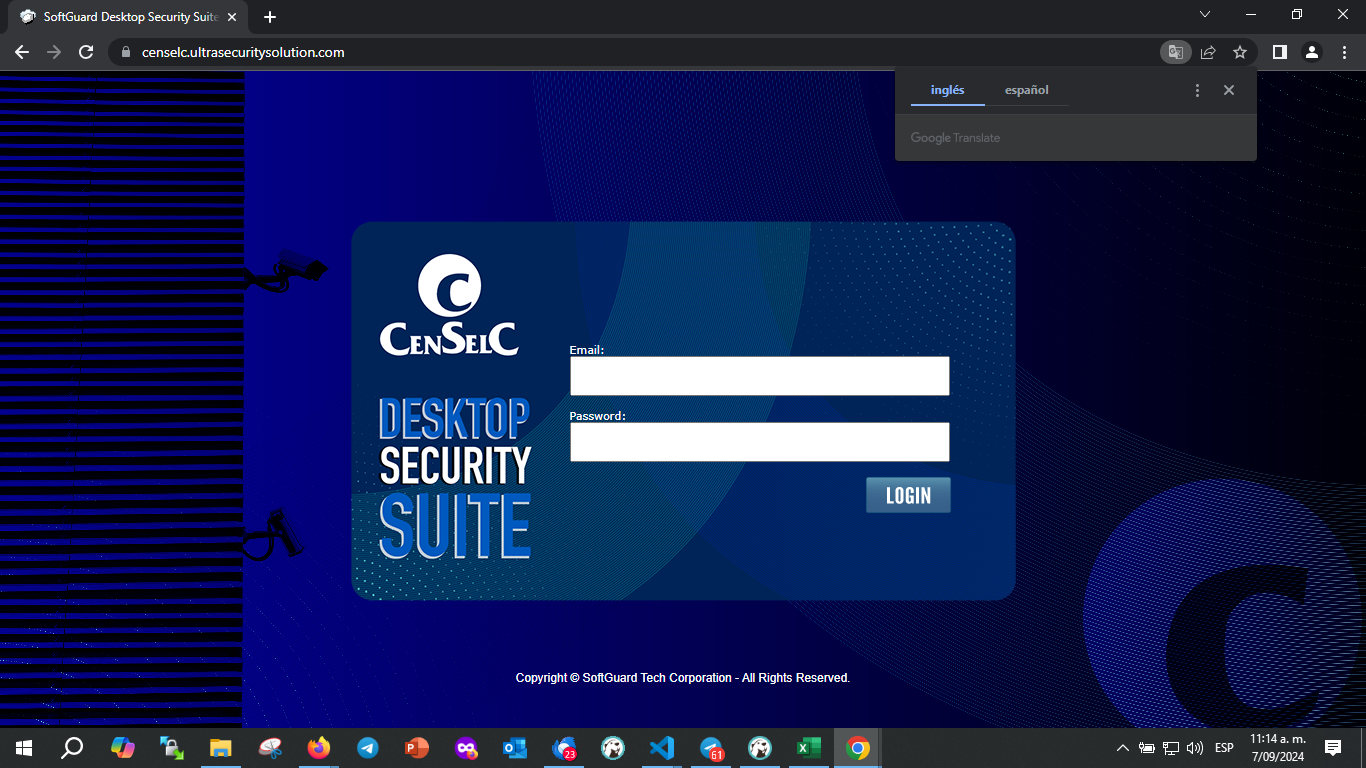 SoftGuard Desktop Security Suite
censelc.ultrasecuritysolution.com
inglés
español
Google Translate
C
CENSELC
DESKTOP
SECURITY
SUITE
Email:
Password:
LOGIN
C
Copyright © SoftGuard Tech Corporation - All Rights Reserved.
23
61
ESP
11:14 a. m.
7/09/2024